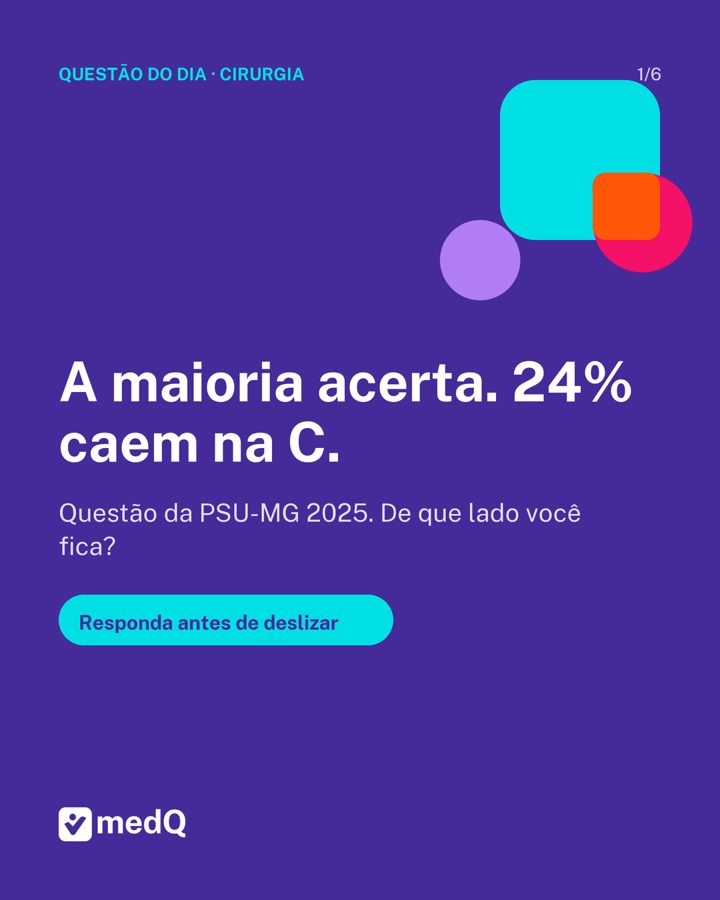 QUESTÃO DO DIA · CIRURGIA
1/6
A maioria acerta. 24%
caem na C.
Questão da PSU-MG 2025. De que lado você
fica?
Responda antes de deslizar
medQ